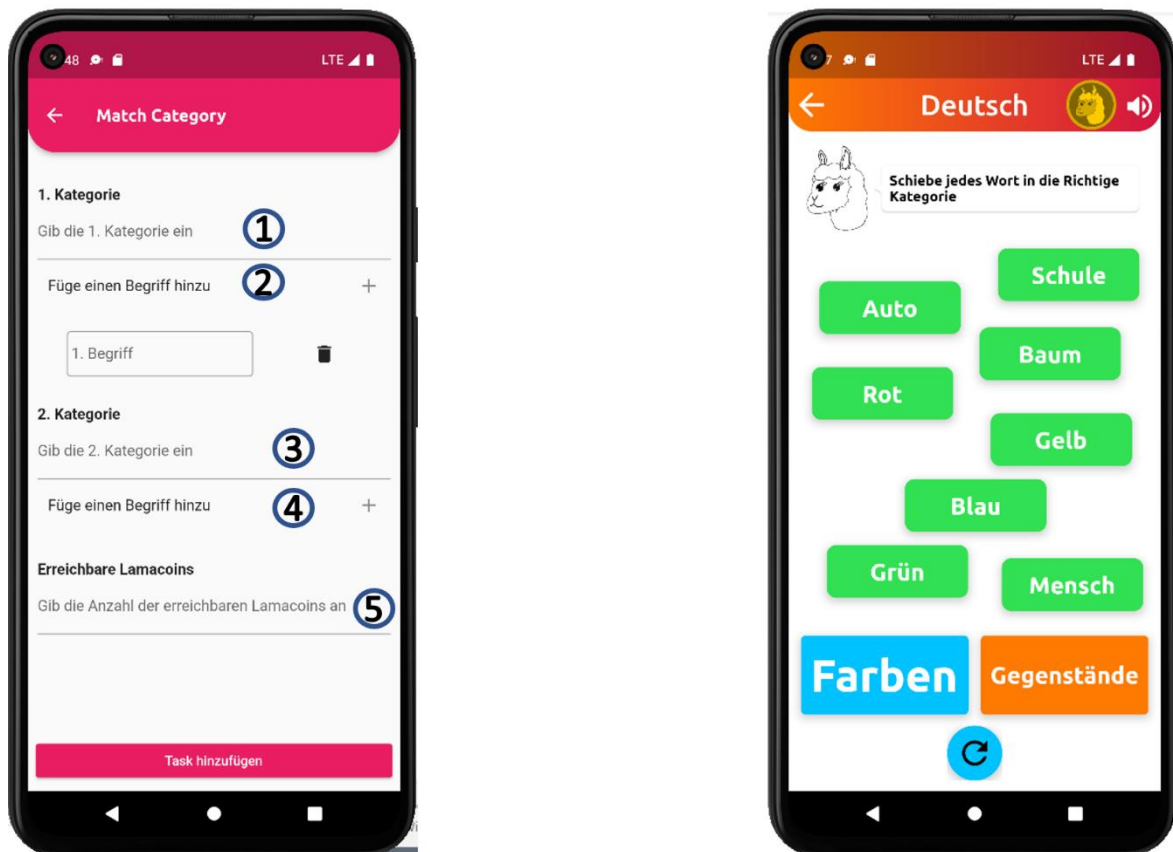 48
LTE
Match Category
1. Kategorie
Gib die 1. Kategorie ein
1
Füge einen Begriff hinzu
2
+
1. Begriff
2. Kategorie
Gib die 2. Kategorie ein
3
Füge einen Begriff hinzu
4
+
Erreichbare Lamacoins
Gib die Anzahl der erreichbaren Lamacoins an
5
Task hinzufügen
7
LTE
Deutsch
Schiebe jedes Wort in die Richtige
Kategorie
Schule
Auto
Baum
Rot
Gelb
Blau
Grün
Mensch
Farben
Gegenstände